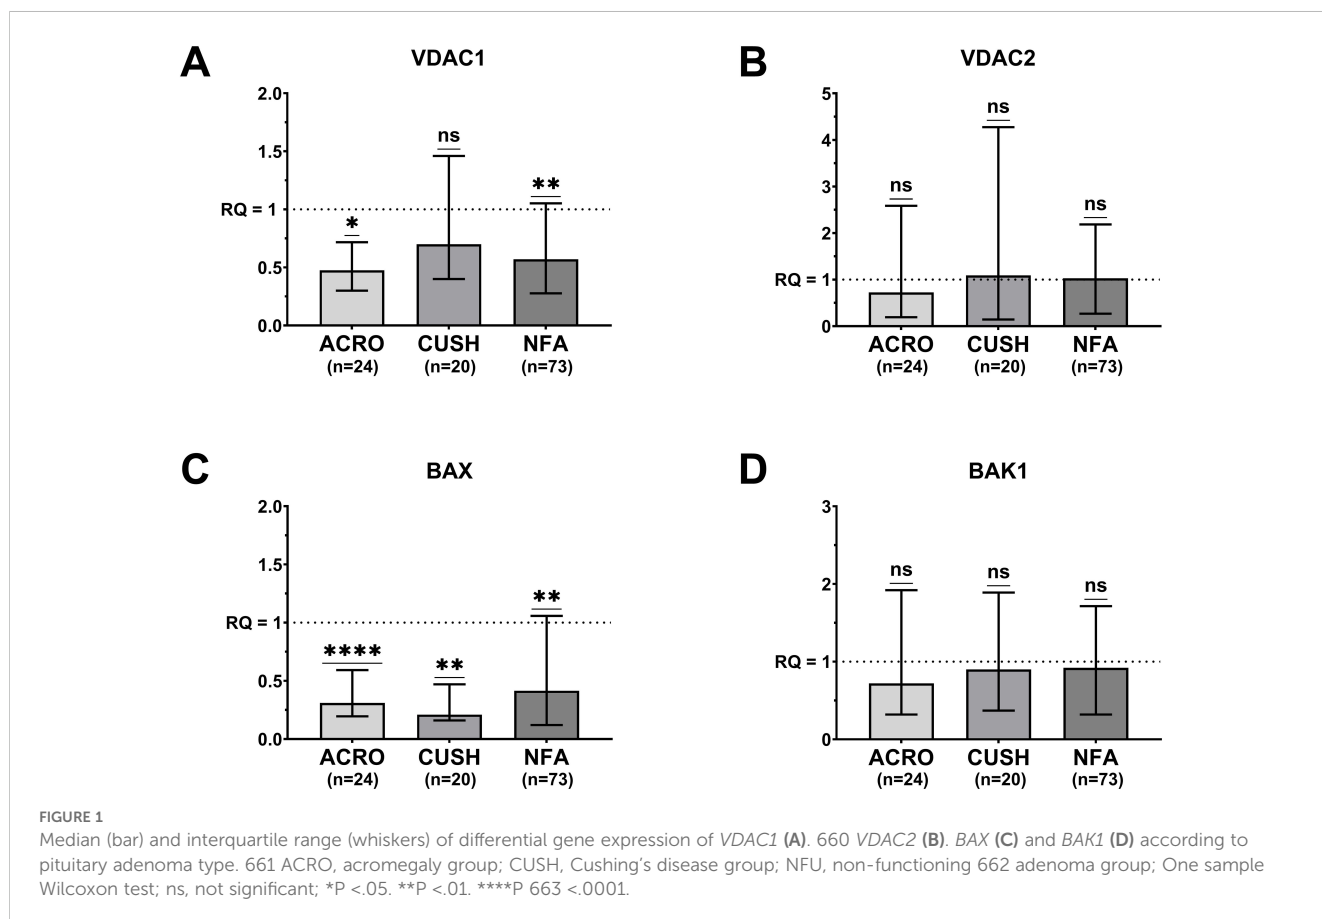 A
VDAC1
2.0
1.5
RQ = 1
0.5
0.0
*
ns
**
ACRO
CUSH
NFA
(n=24)
(n=20)
(n=73)
B
VDAC2
5
4
3
2
RQ = 1
1
0
ns
ns
ns
ACRO
CUSH
NFA
(n=24)
(n=20)
(n=73)
C
BAX
2.0
1.5
RQ = 1
0.5
0.0
****
**
**
ACRO
CUSH
NFA
(n=24)
(n=20)
(n=73)
D
BAK1
3
2
RQ = 1
1
0
ns
ns
ns
ACRO
CUSH
NFA
(n=24)
(n=20)
(n=73)
FIGURE 1
Median (bar) and interquartile range (whiskers) of differential gene expression of VDAC1 (A). 660 VDAC2 (B). BAX (C) and BAK1 (D) according to
pituitary adenoma type. 661 ACRO, acromegaly group; CUSH, Cushing's disease group; NFU, non-functioning 662 adenoma group; One sample
Wilcoxon test; ns, not significant; *P <.05. **P <.01. ****P 663 <.0001.